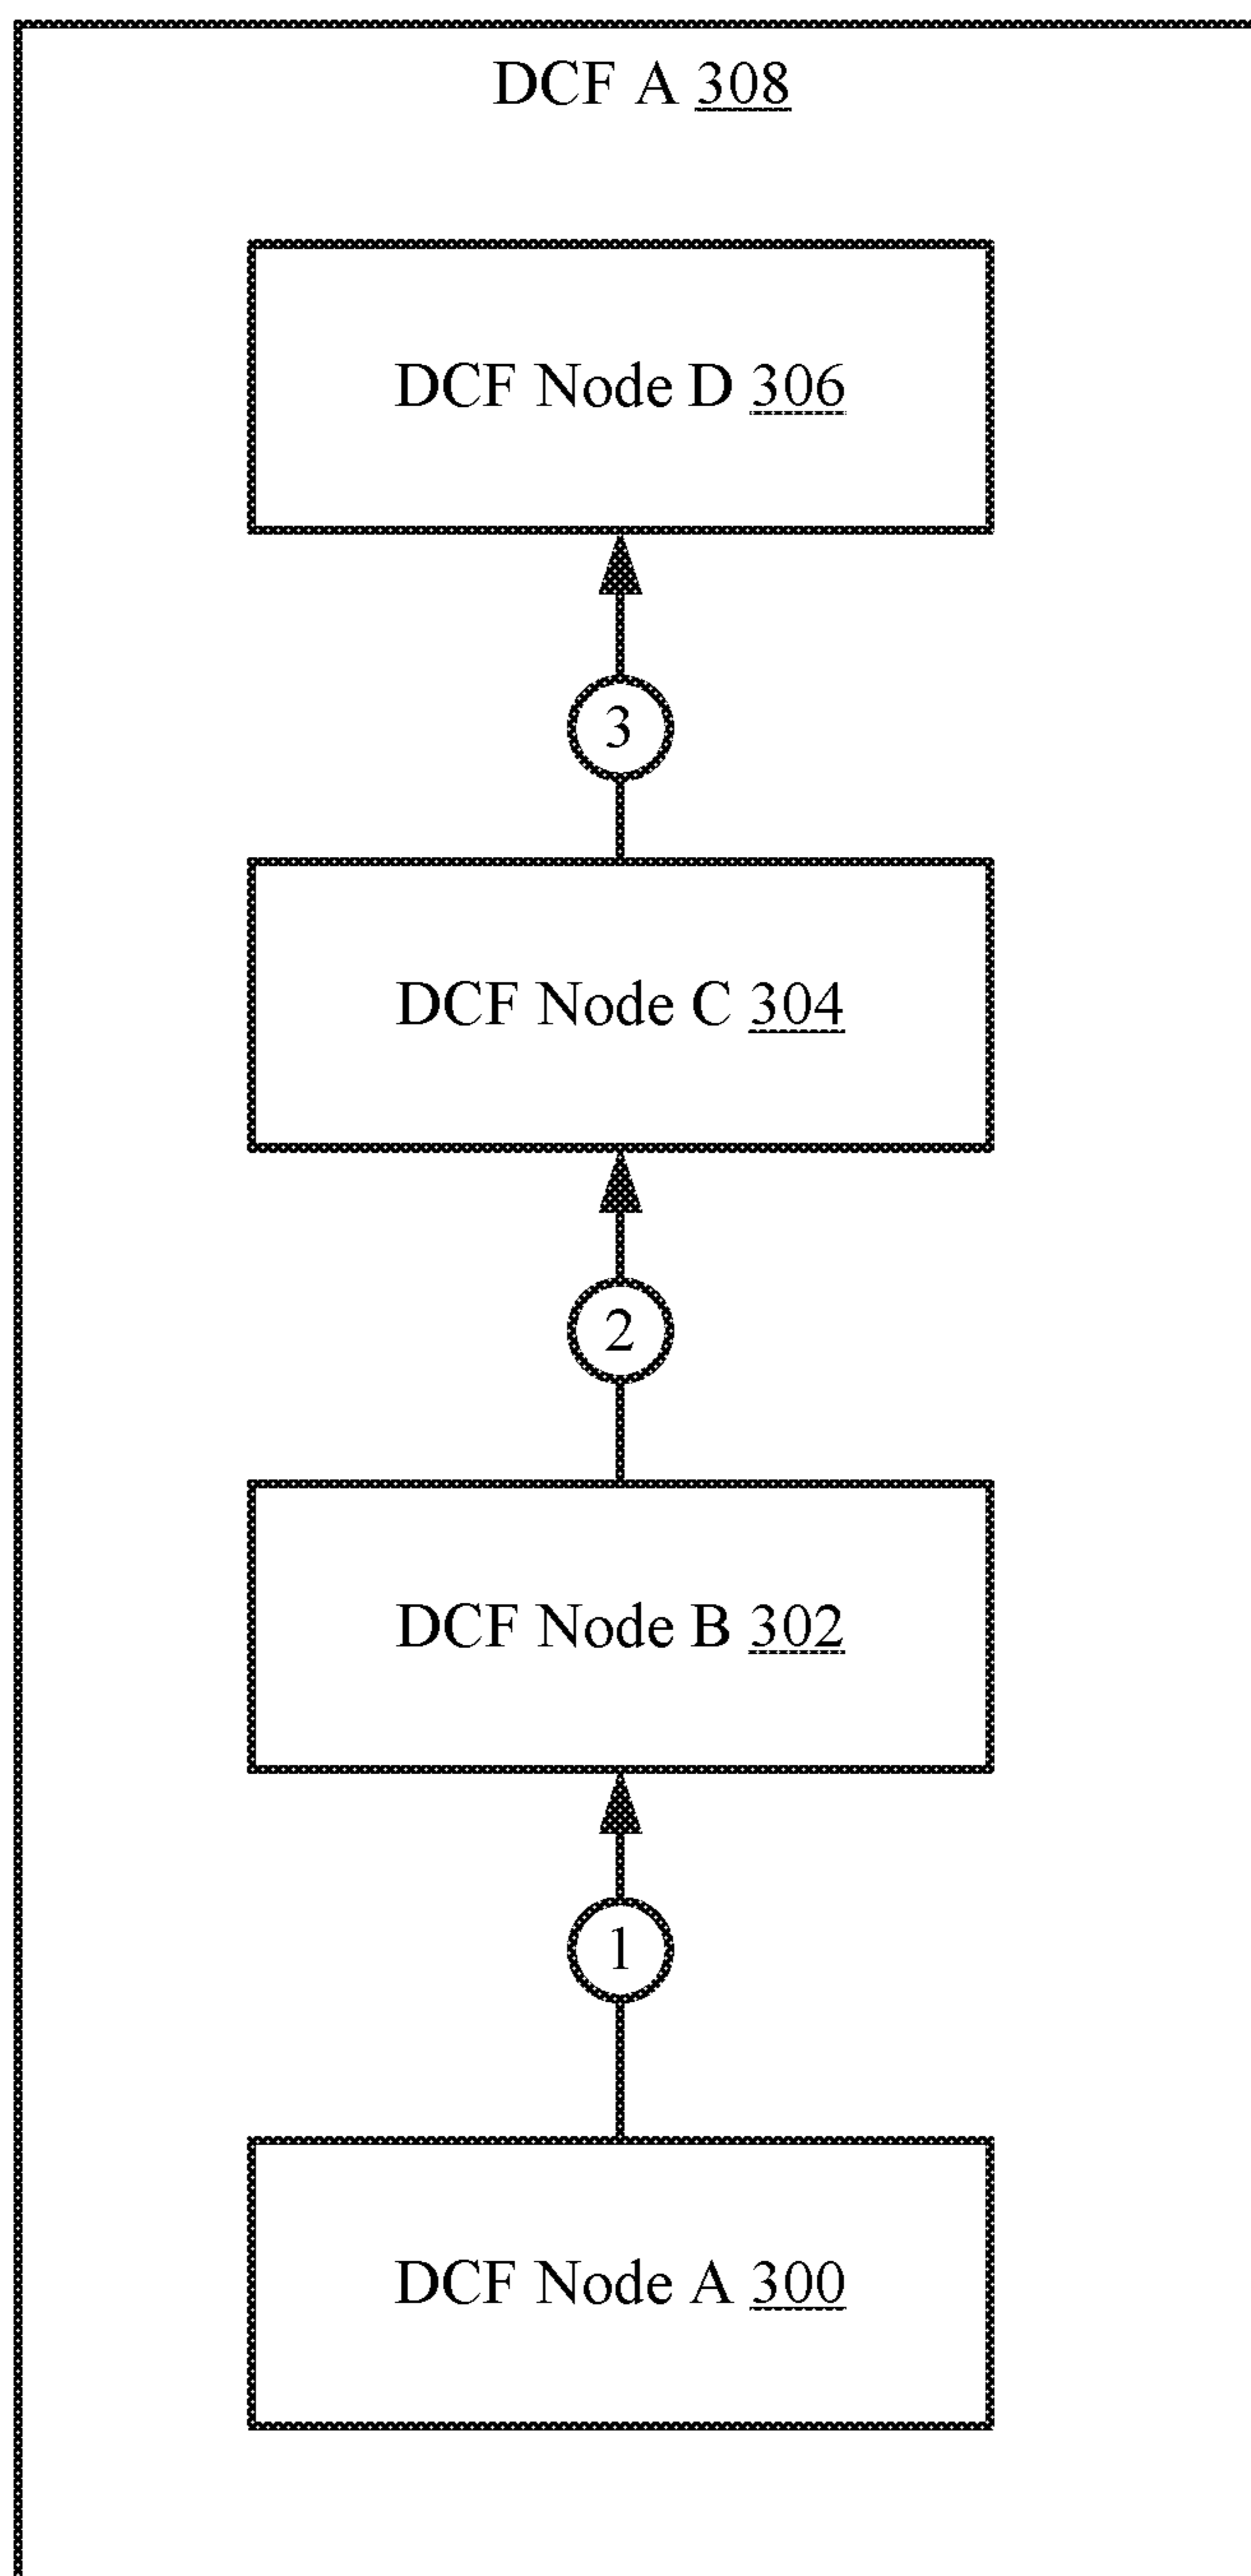 DCF A 308
DCF Node D 306
3
DCF Node C 304
2
DCF Node B 302
1
DCF Node A 300